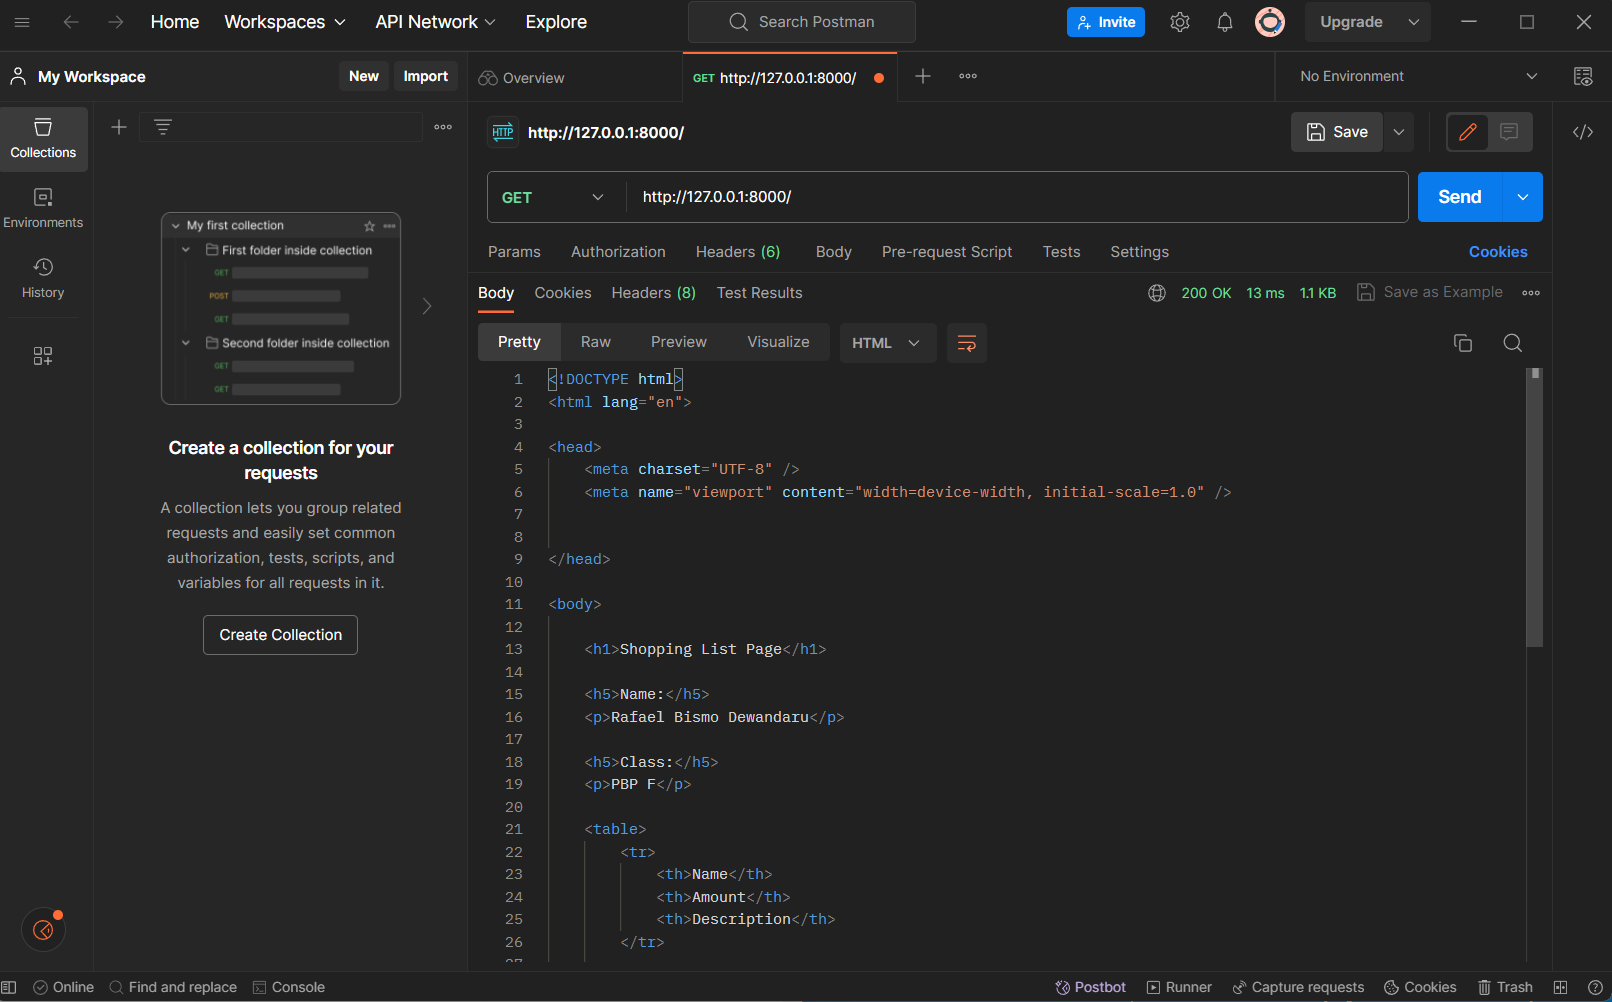 Home Workspaces API Network Explore Search Postman Invite Upgrade
My Workspace New Import Overview GET http://127.0.0.1:8000/ No Environment
Collections
Environments
History
My first collection
First folder inside collection
GET
POST
GET
Second folder inside collection
GET
GET
Create a collection for your
requests
A collection lets you group related
requests and easily set common
authorization, tests, scripts, and
variables for all requests in it.
Create Collection
HTTP http://127.0.0.1:8000/ Save
GET http://127.0.0.1:8000/ Send
Params Authorization Headers (6) Body Pre-request Script Tests Settings Cookies
Body Cookies Headers (8) Test Results 200 OK 13 ms 1.1 KB Save as Example
Pretty Raw Preview Visualize HTML
1 <!DOCTYPE html>
2 <html lang="en">
3
4 <head>
5 <meta charset="UTF-8" />
6 <meta name="viewport" content="width=device-width, initial-scale=1.0" />
7
8
9 </head>
10
11 <body>
12
13 <h1>Shopping List Page</h1>
14
15 <h5>Name:</h5>
16 <p>Rafael Bismo Dewandaru</p>
17
18 <h5>Class:</h5>
19 <p>PBP F</p>
20
21 <table>
22 <tr>
23 <th>Name</th>
24 <th>Amount</th>
25 <th>Description</th>
26 </tr>
Online Find and replace Console Postbot Runner Capture requests Cookies Trash